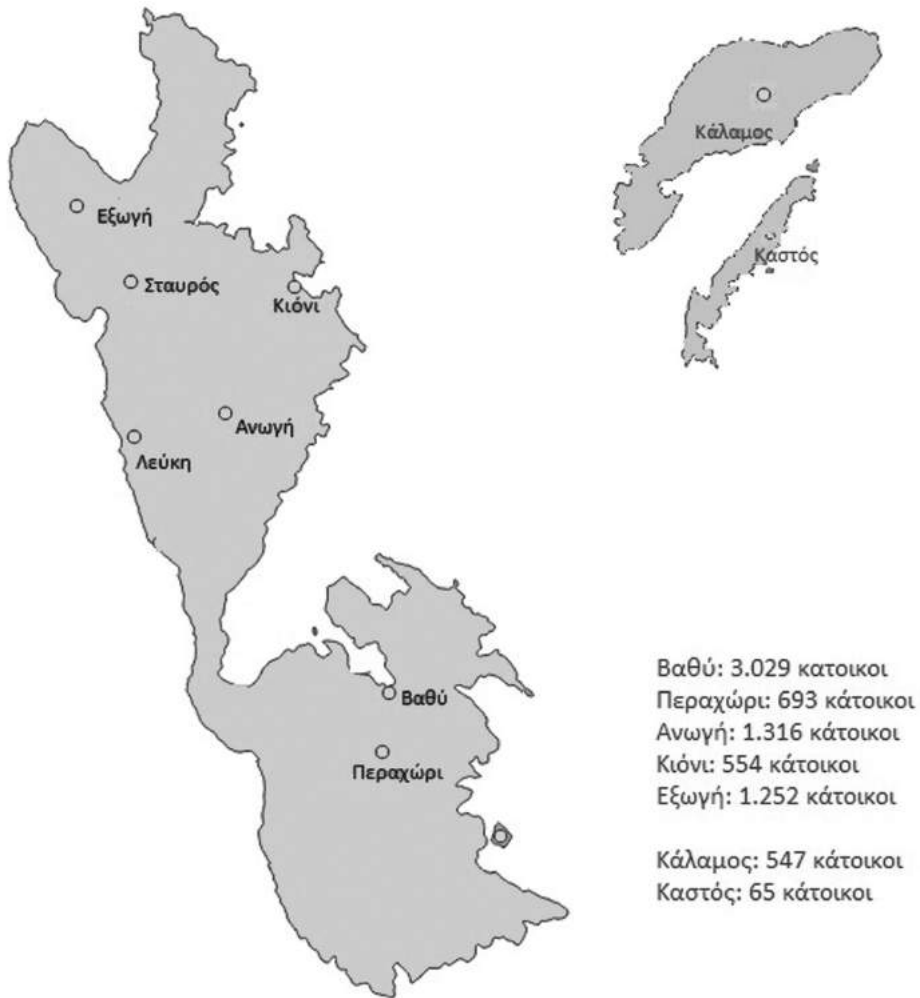 Κάλαμος
Εξωγή
Καστός
Σταυρός
Κιόνι
Ανωγή
Λεύκη
Βαθύ
Περαχώρι
Βαθύ: 3.029 κατοικοι
Περαχώρι: 693 κάτοικοι
Ανωγή: 1.316 κάτοικοι
Κιόνι: 554 κάτοικοι
Εξωγή: 1.252 κάτοικοι
Κάλαμος: 547 κάτοικοι
Καστός: 65 κάτοικοι